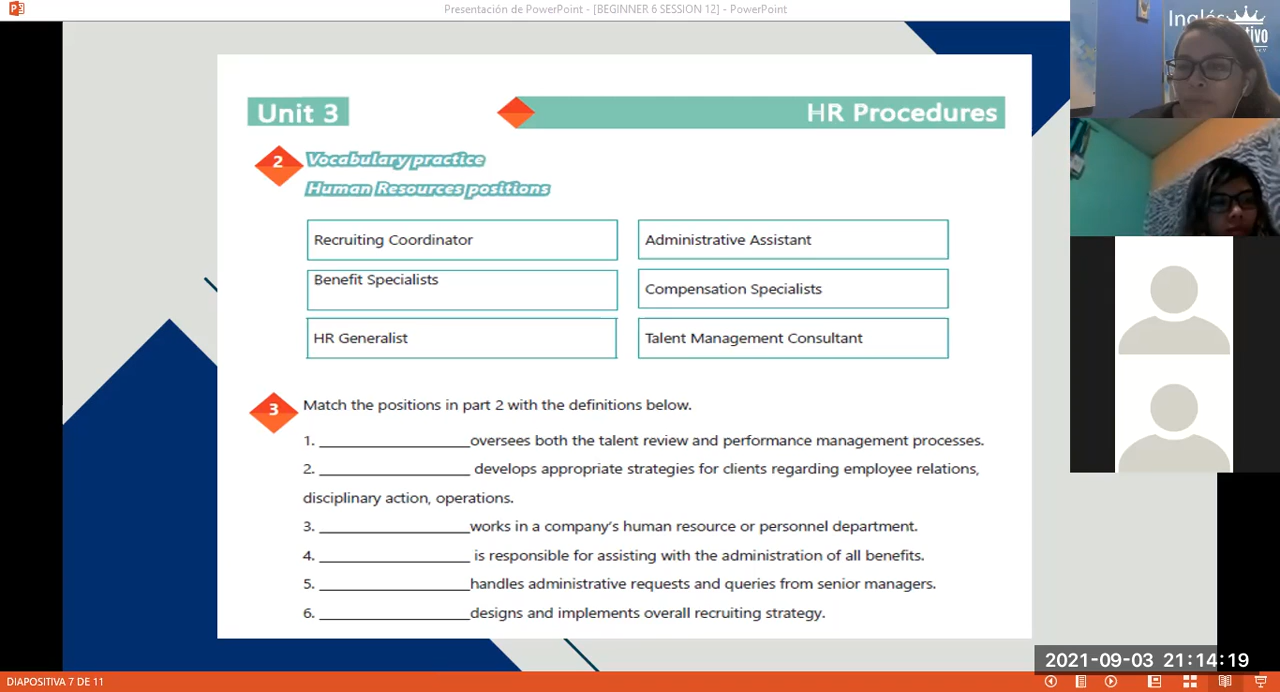 Presentación de PowerPoint - [BEGINNER 6 SESSION 12] - PowerPoint
Inglés
Unit 3
HR Procedures
2
Vocabulary practice
Human Resources positions
Recruiting Coordinator
Administrative Assistant
Benefit Specialists
Compensation Specialists
HR Generalist
Talent Management Consultant
3
Match the positions in part 2 with the definitions below.
1. ____________________oversees both the talent review and performance management processes.
2. ____________________ develops appropriate strategies for clients regarding employee relations,
disciplinary action, operations.
3. ____________________works in a company's human resource or personnel department.
4. ____________________ is responsible for assisting with the administration of all benefits.
5. ____________________handles administrative requests and queries from senior managers.
6. ____________________designs and implements overall recruiting strategy.
2021-09-03 21:14:19
DIAPOSITIVA 7 DE 11